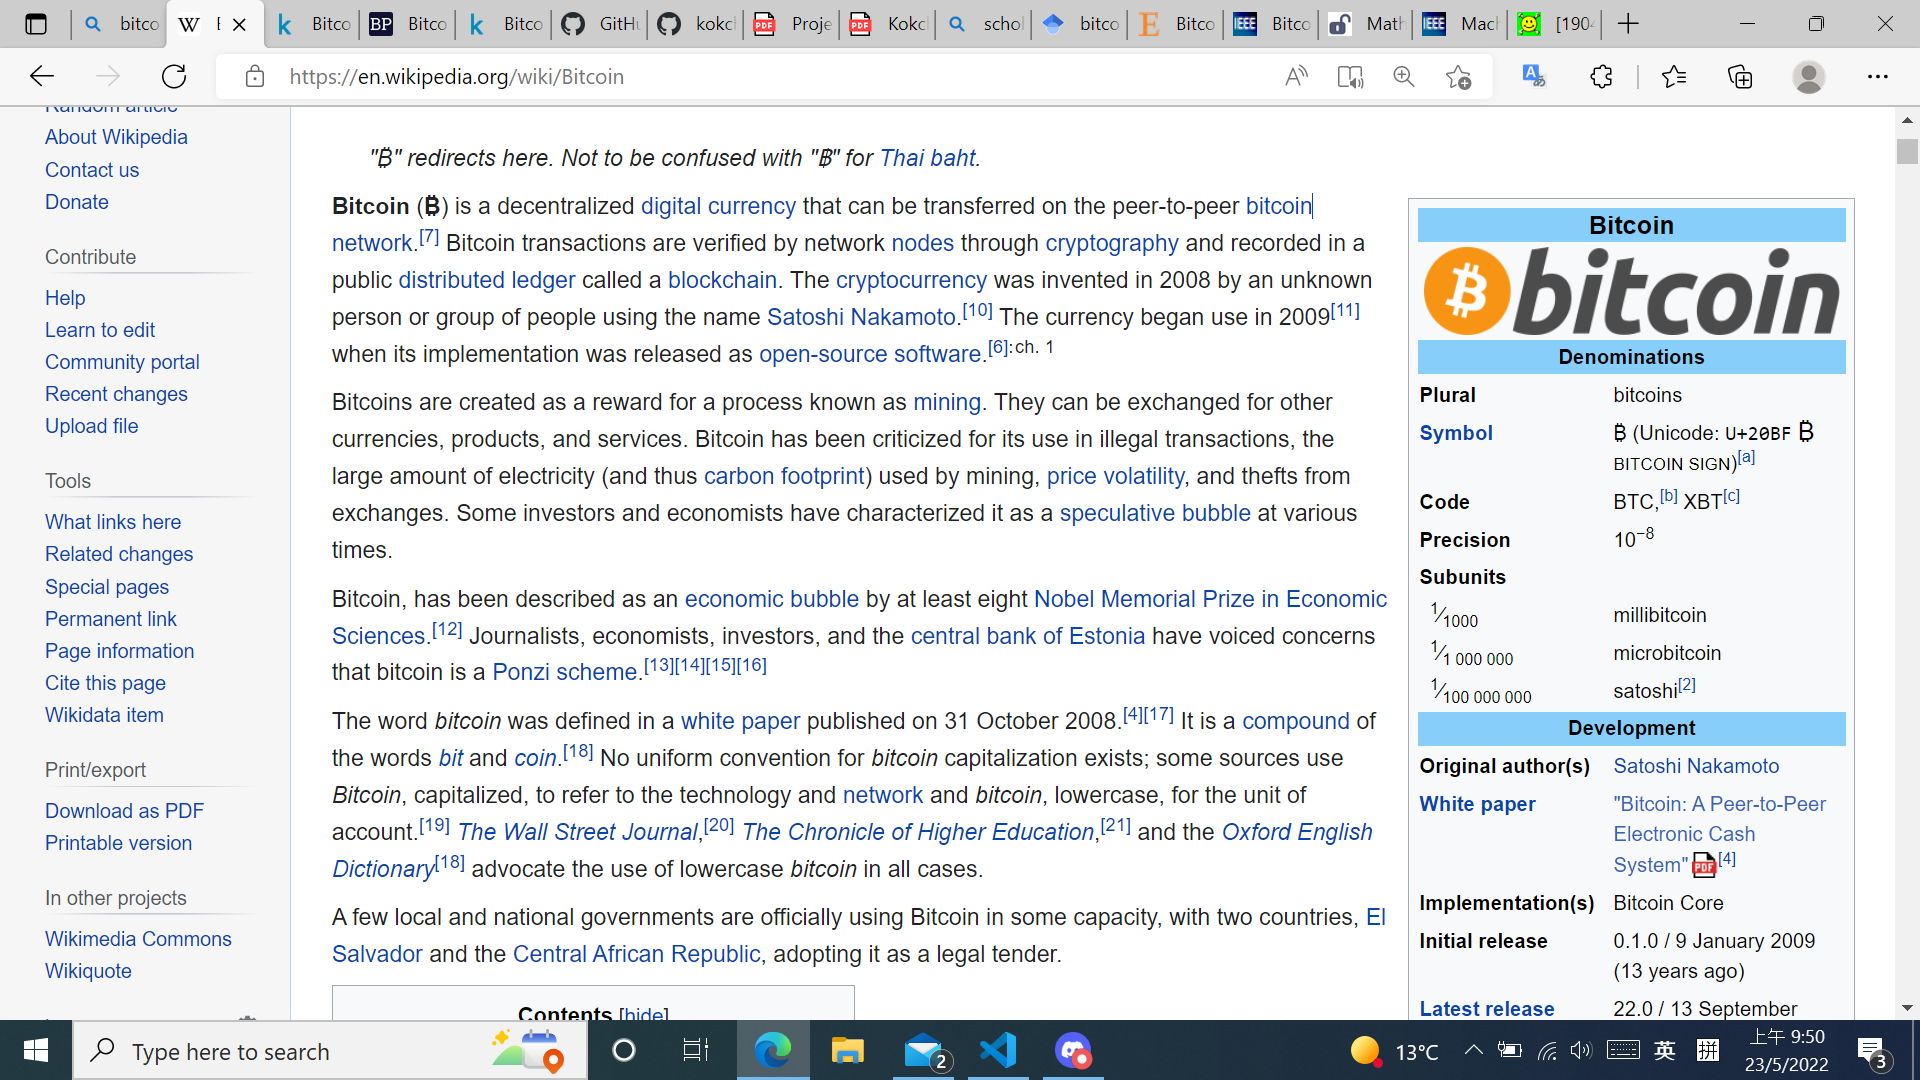 bitco
E
Bitco
Bitco
Bitco
GitHu
kokch
Proje
Kokc
schol
bitco
Bitco
Bitco
Math
Mach
[1904
https://en.wikipedia.org/wiki/Bitcoin
Random article
About Wikipedia
Contact us
Donate
Contribute
Help
Learn to edit
Community portal
Recent changes
Upload file
Tools
What links here
Related changes
Special pages
Permanent link
Page information
Cite this page
Wikidata item
Print/export
Download as PDF
Printable version
In other projects
Wikimedia Commons
Wikiquote
"₿" redirects here. Not to be confused with "฿" for Thai baht.
Bitcoin (₿) is a decentralized digital currency that can be transferred on the peer-to-peer bitcoin
network.[7] Bitcoin transactions are verified by network nodes through cryptography and recorded in a
public distributed ledger called a blockchain. The cryptocurrency was invented in 2008 by an unknown
person or group of people using the name Satoshi Nakamoto.[10] The currency began use in 2009[11]
when its implementation was released as open-source software.[6]:ch. 1
Bitcoins are created as a reward for a process known as mining. They can be exchanged for other
currencies, products, and services. Bitcoin has been criticized for its use in illegal transactions, the
large amount of electricity (and thus carbon footprint) used by mining, price volatility, and thefts from
exchanges. Some investors and economists have characterized it as a speculative bubble at various
times.
Bitcoin, has been described as an economic bubble by at least eight Nobel Memorial Prize in Economic
Sciences.[12] Journalists, economists, investors, and the central bank of Estonia have voiced concerns
that bitcoin is a Ponzi scheme.[13][14][15][16]
The word bitcoin was defined in a white paper published on 31 October 2008.[4][17] It is a compound of
the words bit and coin.[18] No uniform convention for bitcoin capitalization exists; some sources use
Bitcoin, capitalized, to refer to the technology and network and bitcoin, lowercase, for the unit of
account.[19] The Wall Street Journal,[20] The Chronicle of Higher Education,[21] and the Oxford English
Dictionary[18] advocate the use of lowercase bitcoin in all cases.
A few local and national governments are officially using Bitcoin in some capacity, with two countries, El
Salvador and the Central African Republic, adopting it as a legal tender.
Contents [hide]
Bitcoin
bitcoin
Denominations
Plural bitcoins
Symbol ₿ (Unicode: U+20BF ₿
BITCOIN SIGN)[a]
Code BTC,[b] XBT[c]
Precision 10−8
Subunits
1⁄1000 millibitcoin
1⁄1 000 000 microbitcoin
1⁄100 000 000 satoshi[2]
Development
Original author(s) Satoshi Nakamoto
White paper "Bitcoin: A Peer-to-Peer
Electronic Cash
System" PDF [4]
Implementation(s) Bitcoin Core
Initial release 0.1.0 / 9 January 2009
(13 years ago)
Latest release 22.0 / 13 September
Type here to search
2
13°C
英
拼
上午 9:50
23/5/2022
3